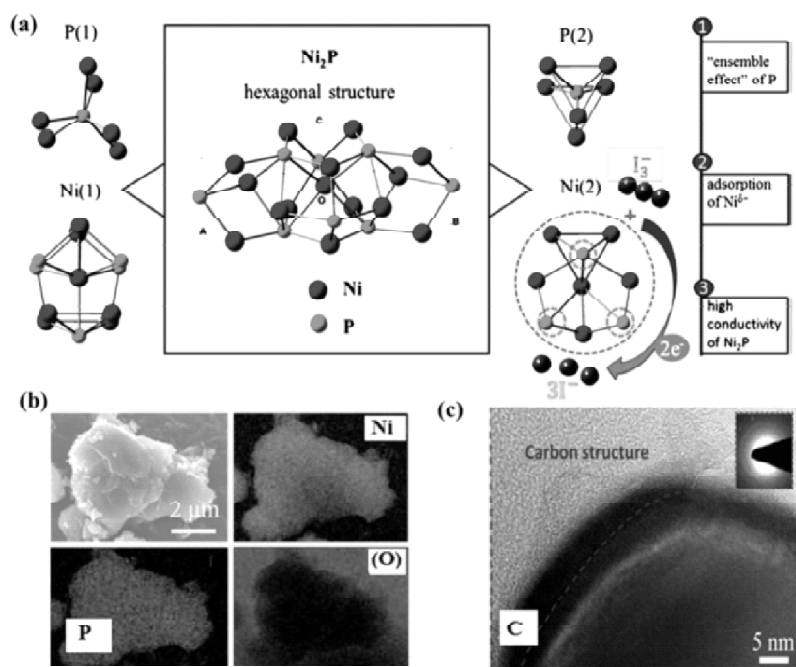 (a)
P(1)
Ni(1)
Ni₂P
hexagonal structure
c
O
A
B
Ni
P
P(2)
Ni(2)
I₃⁻
+
2e⁻
3I⁻
1
"ensemble
effect" of P
2
adsorption
of Niᵟ⁻
3
high
conductivity
of Ni₂P
(b)
2 μm
Ni
P
(O)
(c)
Carbon structure
C
5 nm